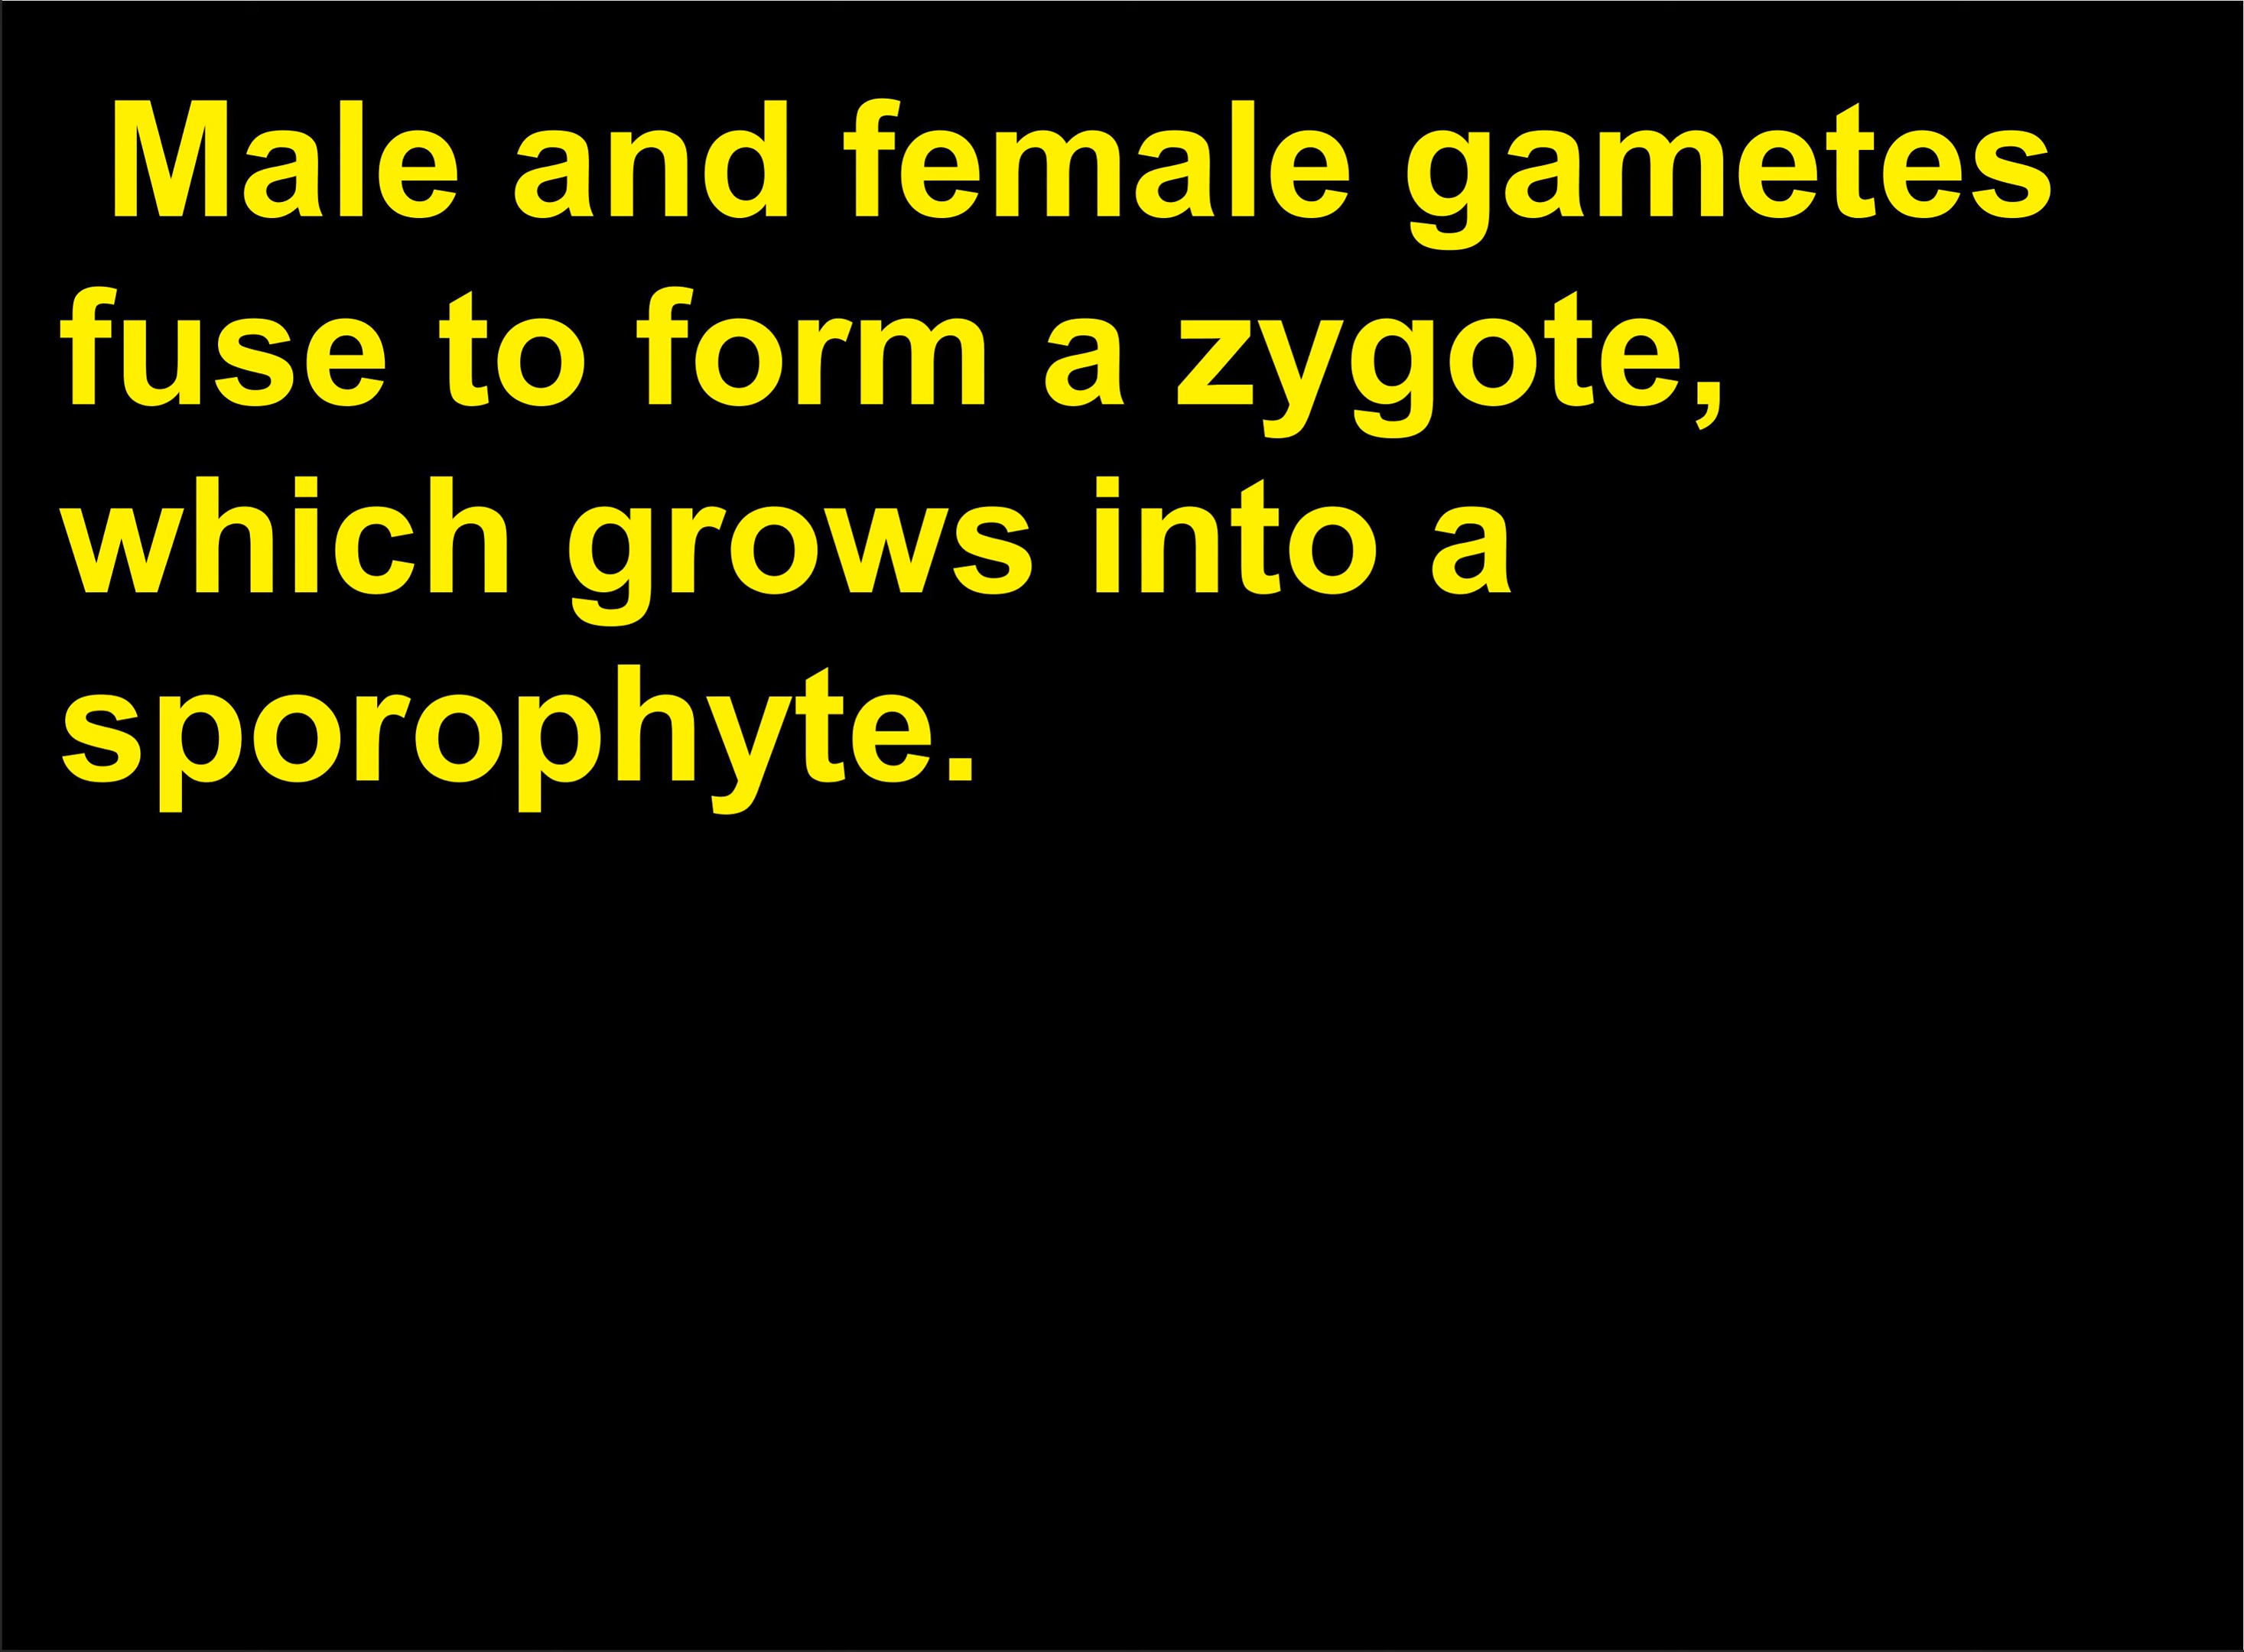 Male and female gametes
fuse to form a zygote,
which grows into a
sporophyte.